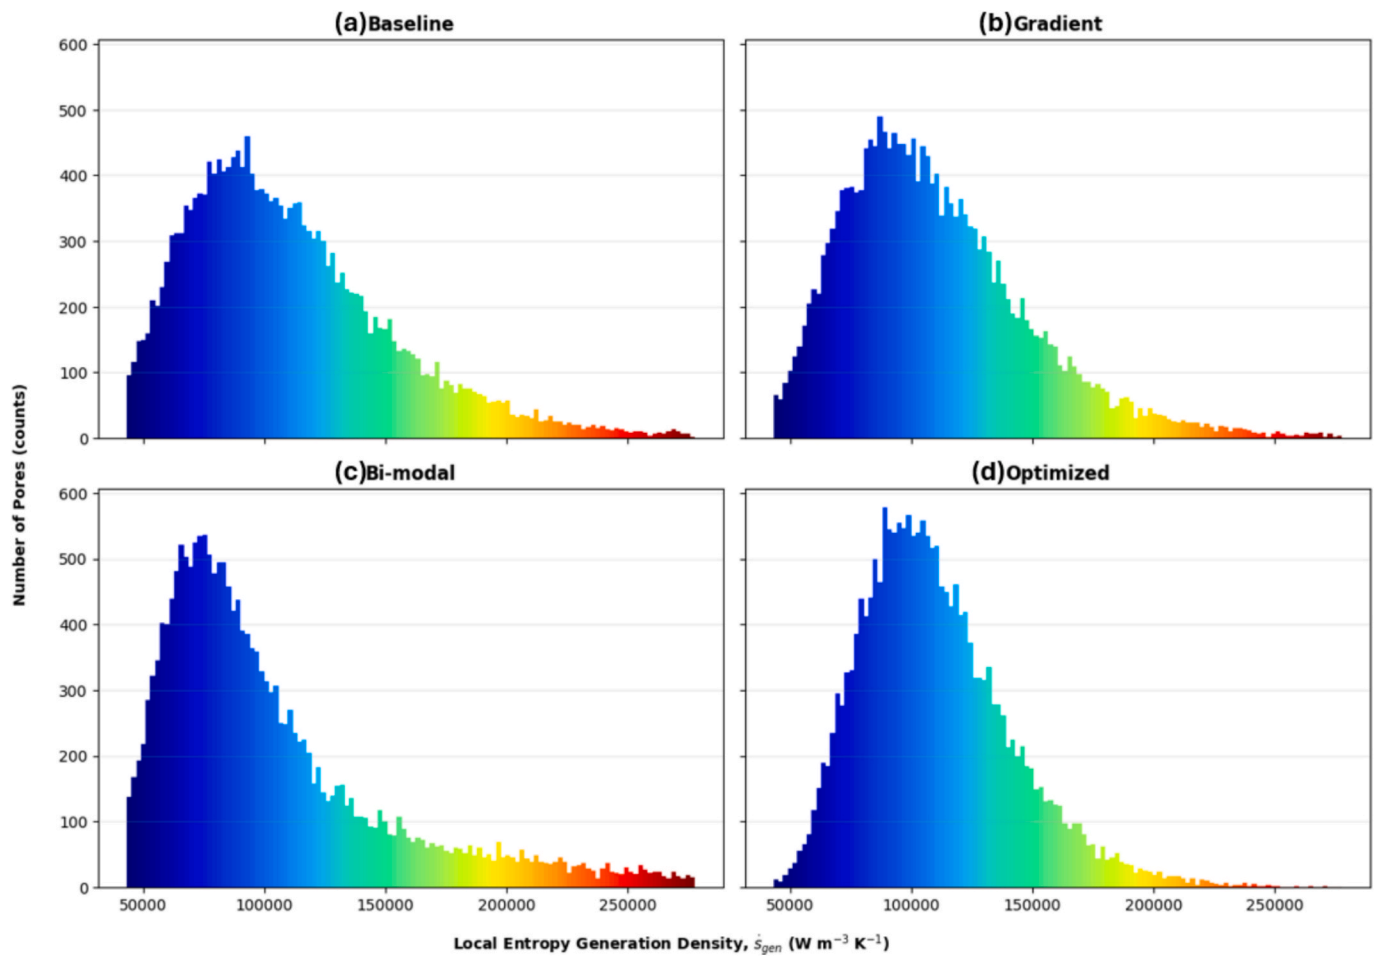 (a)Baseline
(b)Gradient
600
500
400
300
200
100
0
(c)Bi-modal
(d)Optimized
600
500
400
300
200
100
0
50000 100000 150000 200000 250000
50000 100000 150000 200000 250000
Number of Pores (counts)
Local Entropy Generation Density, ṡgen (W m⁻³ K⁻¹)